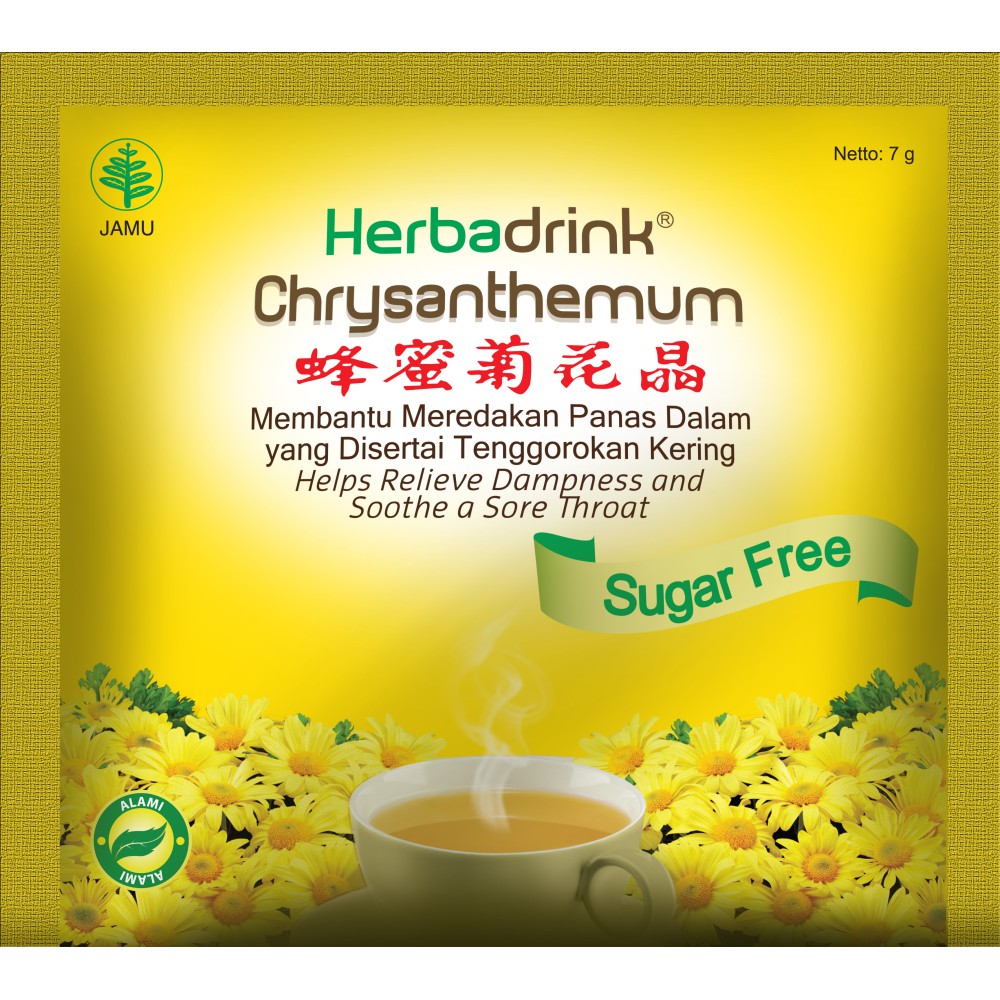 JAMU
Netto: 7 g
Herbadrink®
Chrysanthemum
蜂蜜菊花晶
Membantu Meredakan Panas Dalam
yang Disertai Tenggorokan Kering
Helps Relieve Dampness and
Soothe a Sore Throat
Sugar Free
ALAMI
ALAMI